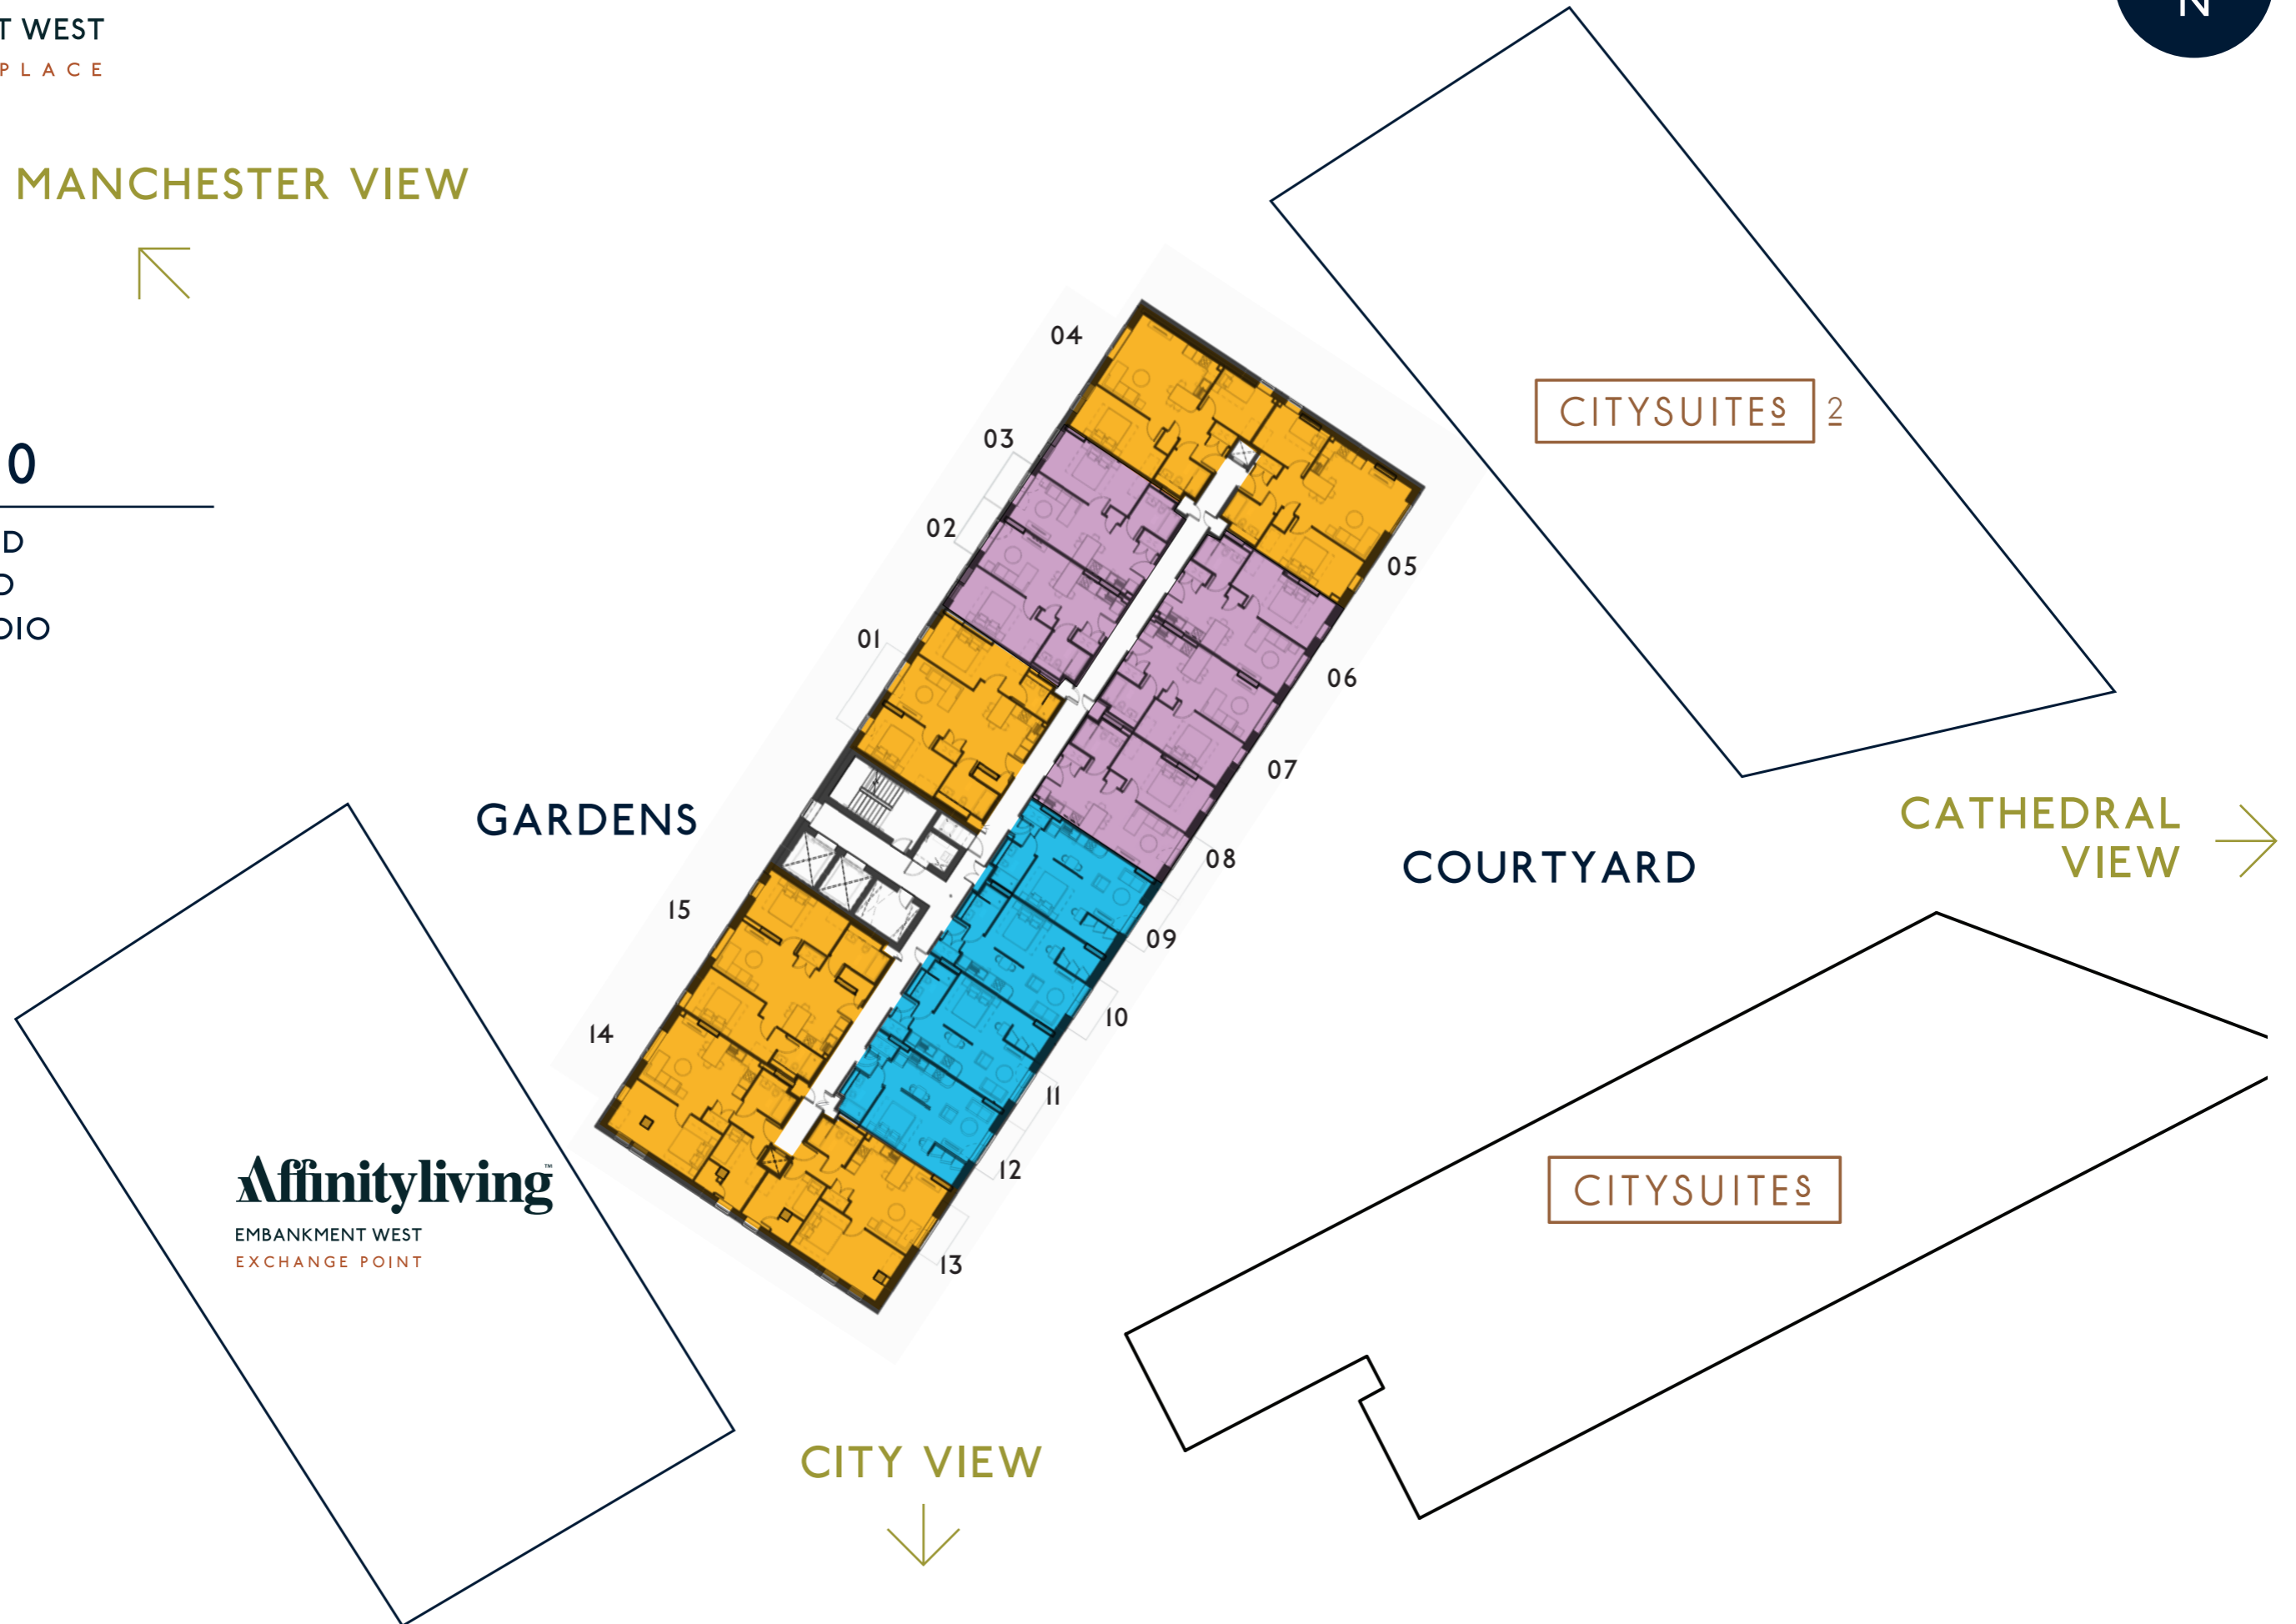 T WEST
PLACE
N
MANCHESTER VIEW
0
D
O
DIO
04
03
02
01
05
06
07
08
09
10
11
12
13
14
15
CITYSUITES 2
GARDENS
COURTYARD
CATHEDRAL
VIEW
Affinityliving™
EMBANKMENT WEST
EXCHANGE POINT
CITYSUITES
CITY VIEW